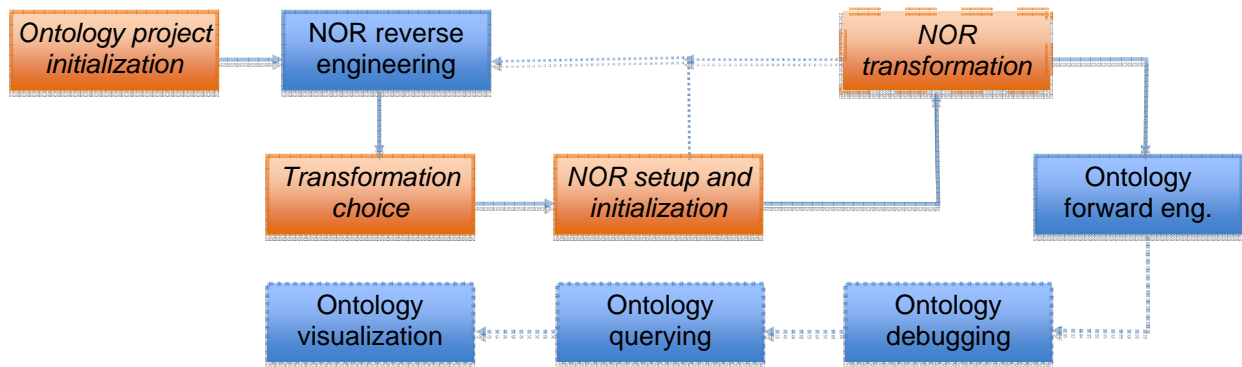 Ontology project
initialization
NOR reverse
engineering
NOR
transformation
Transformation
choice
NOR setup and
initialization
Ontology
forward eng.
Ontology
visualization
Ontology
querying
Ontology
debugging